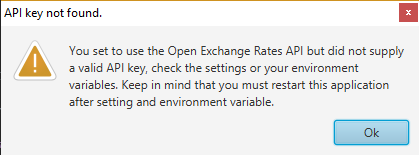 API key not found.
x
You set to use the Open Exchange Rates API but did not supply
a valid API key, check the settings or your environment
variables. Keep in mind that you must restart this application
after setting and environment variable.
Ok